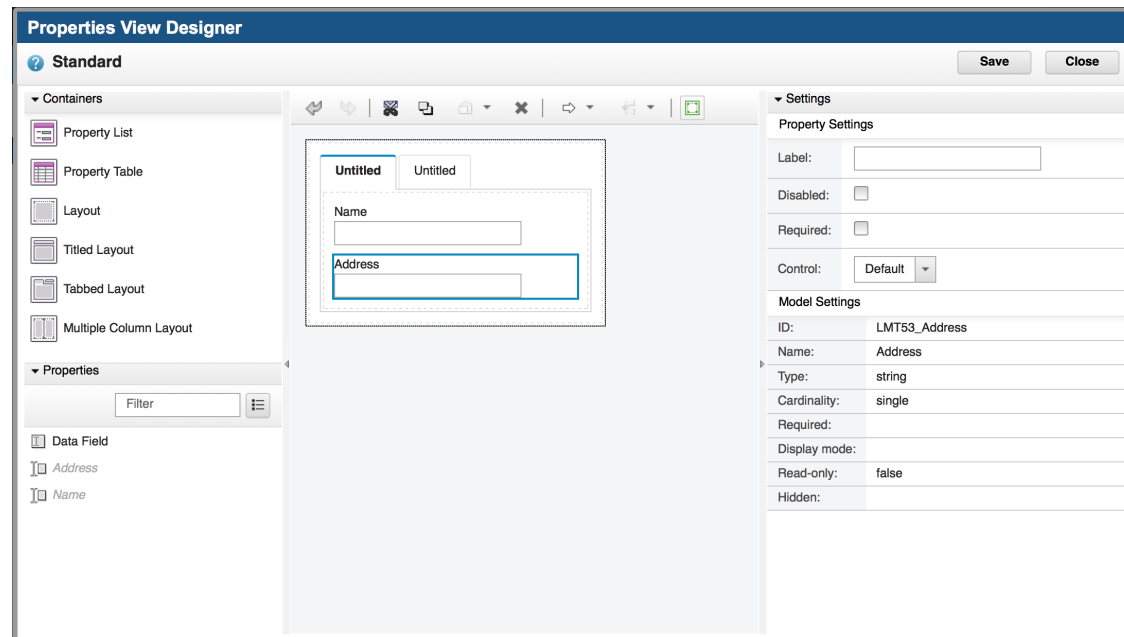 Properties View Designer
Standard
Save Close
Containers
Property List
Property Table
Layout
Titled Layout
Tabbed Layout
Multiple Column Layout
Properties
Filter
Data Field
Address
Name
Untitled Untitled
Name
Address
Settings
Property Settings
Label:
Disabled:
Required:
Control: Default
Model Settings
ID: LMT53_Address
Name: Address
Type: string
Cardinality: single
Required:
Display mode:
Read-only: false
Hidden: